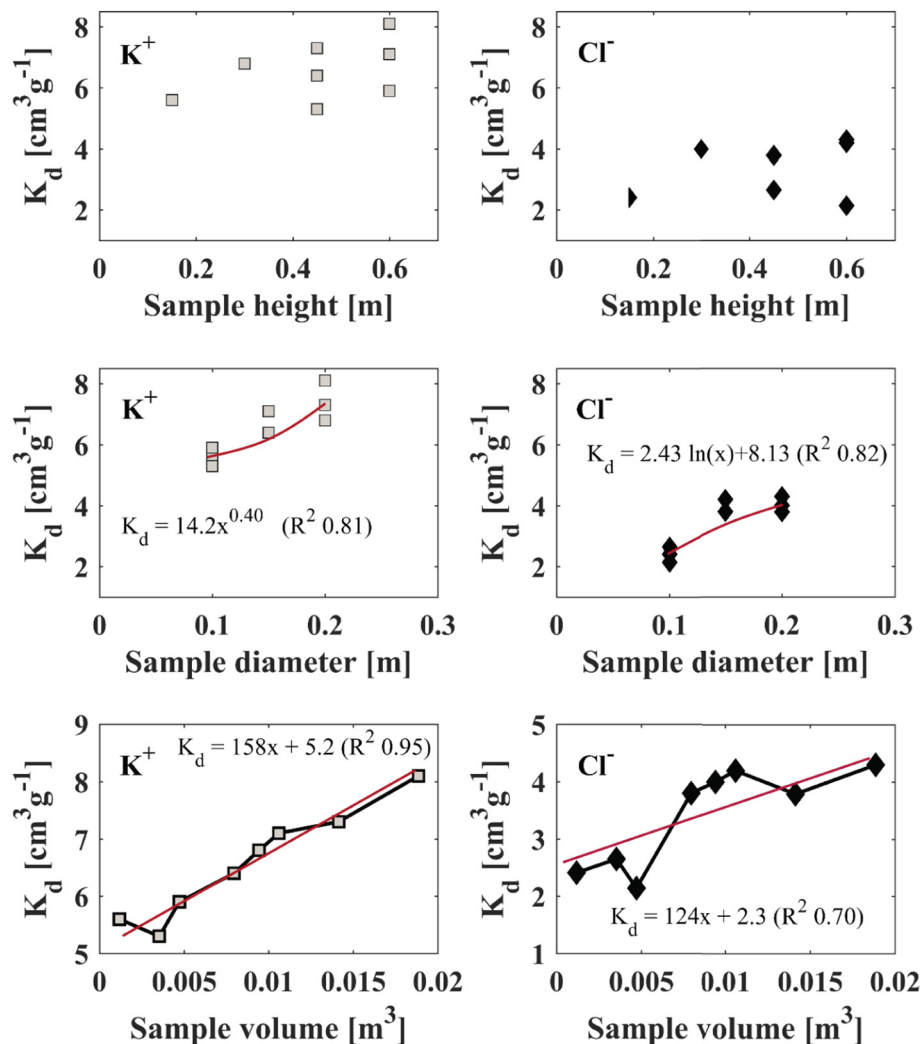 K+
Cl-
8
6
4
2
Kd [cm3g-1]
0
0.2
0.4
0.6
Sample height [m]
8
6
4
2
Kd [cm3g-1]
0
0.2
0.4
0.6
Sample height [m]
K+
Kd = 14.2x0.40 (R2 0.81)
8
6
4
2
Kd [cm3g-1]
0
0.1
0.2
0.3
Sample diameter [m]
Cl-
Kd = 2.43 ln(x)+8.13 (R2 0.82)
8
6
4
2
Kd [cm3g-1]
0
0.1
0.2
0.3
Sample diameter [m]
K+
Kd = 158x + 5.2 (R2 0.95)
9
8
7
6
5
Kd [cm3g-1]
0
0.005
0.01
0.015
0.02
Sample volume [m3]
Cl-
Kd = 124x + 2.3 (R2 0.70)
5
4
3
2
1
Kd [cm3g-1]
0
0.005
0.01
0.015
0.02
Sample volume [m3]